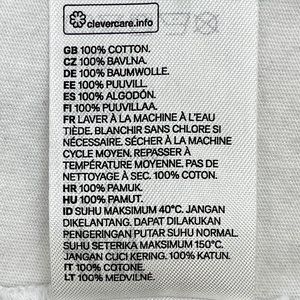 clevercare.info
GB 100% COTTON.
CZ 100% BAVLNA.
DE 100% BAUMWOLLE.
EE 100% PUUVILL.
ES 100% ALGODÓN.
FI 100% PUUVILLAA.
FR LAVER À LA MACHINE À L'EAU
TIÈDE. BLANCHIR SANS CHLORE SI
NÉCESSAIRE. SÉCHER À LA MACHINE
CYCLE MOYEN, REPASSER À
TEMPÉRATURE MOYENNE. PAS DE
NETTOYAGE À SEC. 100% COTON.
HR 100% PAMUK.
HU 100% PAMUT.
ID SUHU MAKSIMUM 40°C. JANGAN
DIKELANTANG. DAPAT DILAKUKAN
PENGERINGAN PUTAR SUHU NORMAL.
SUHU SETERIKA MAKSIMUM 150°C.
JANGAN CUCI KERING. 100% KATUN.
IT 100% COTONE.
LT 100% MEDVILNĖ.